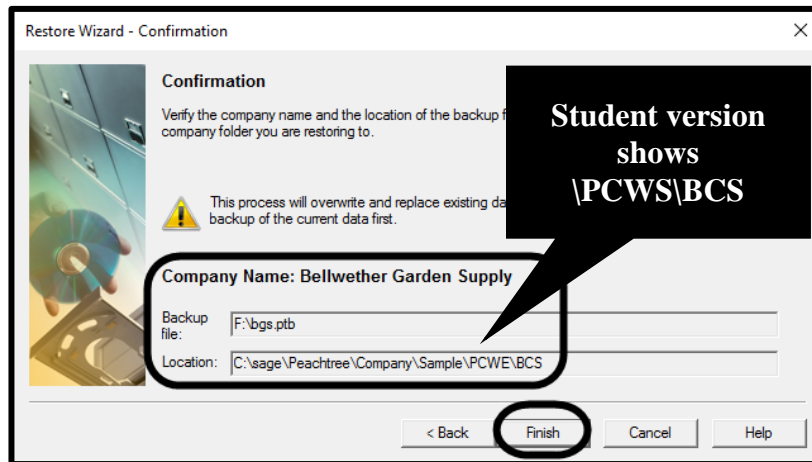 Restore Wizard - Confirmation
Confirmation
Verify the company name and the location of the backup f
company folder you are restoring to.
Student version
shows
\PCWS\BCS
This process will overwrite and replace existing da
backup of the current data first.
Company Name: Bellwether Garden Supply
Backup
file:
F:\bgs.ptb
Location:
C:\sage\Peachtree\Company\Sample\PCWE\BCS
< Back
Finish
Cancel
Help